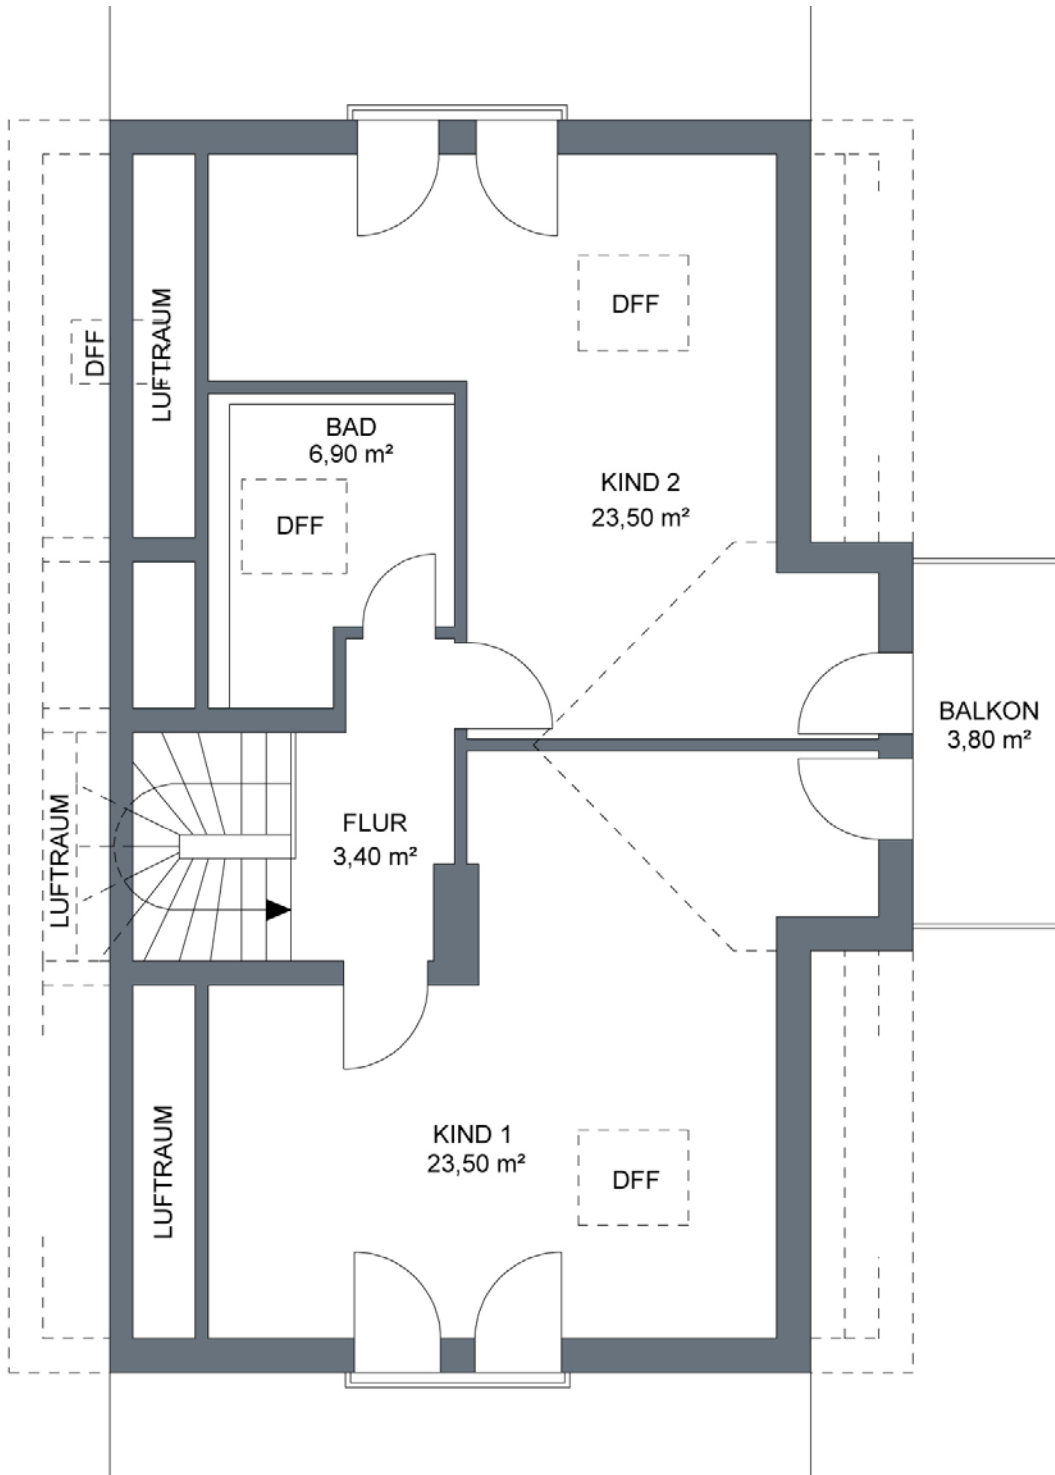 DFF
DFF
LUFTRAUM
BAD
6,90 m²
DFF
KIND 2
23,50 m²
BALKON
3,80 m²
LUFTRAUM
FLUR
3,40 m²
LUFTRAUM
KIND 1
23,50 m²
DFF